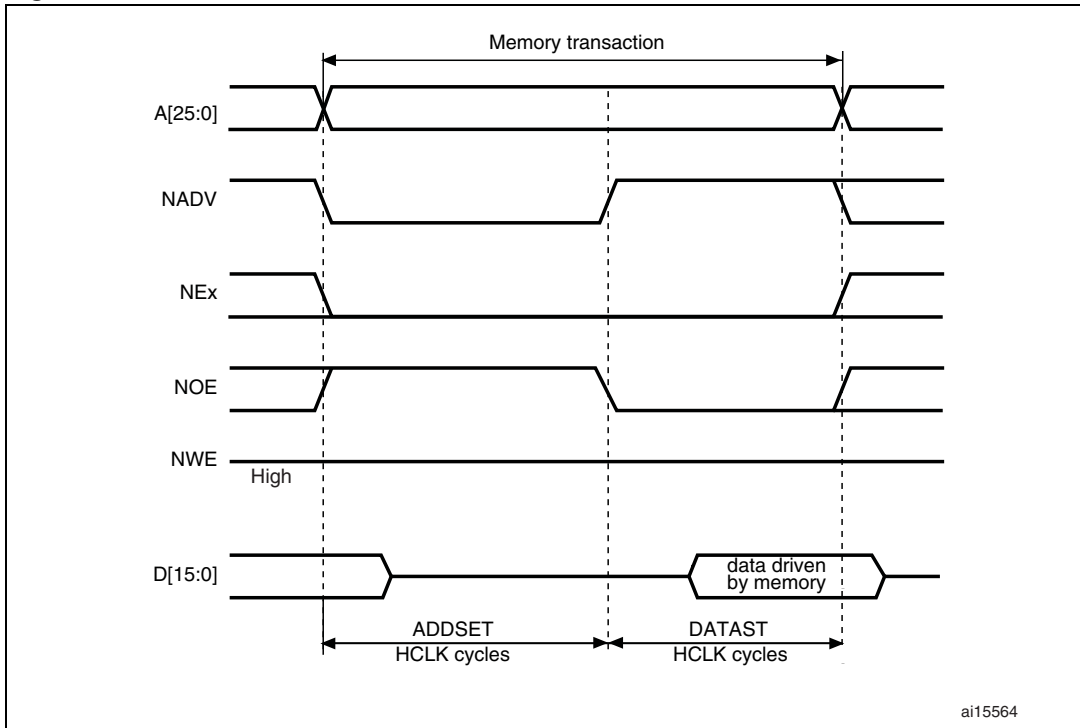 Memory transaction
A[25:0]
NADV
NEx
NOE
NWE
High
D[15:0]
data driven
by memory
ADDSET
HCLK cycles
DATAST
HCLK cycles
ai15564